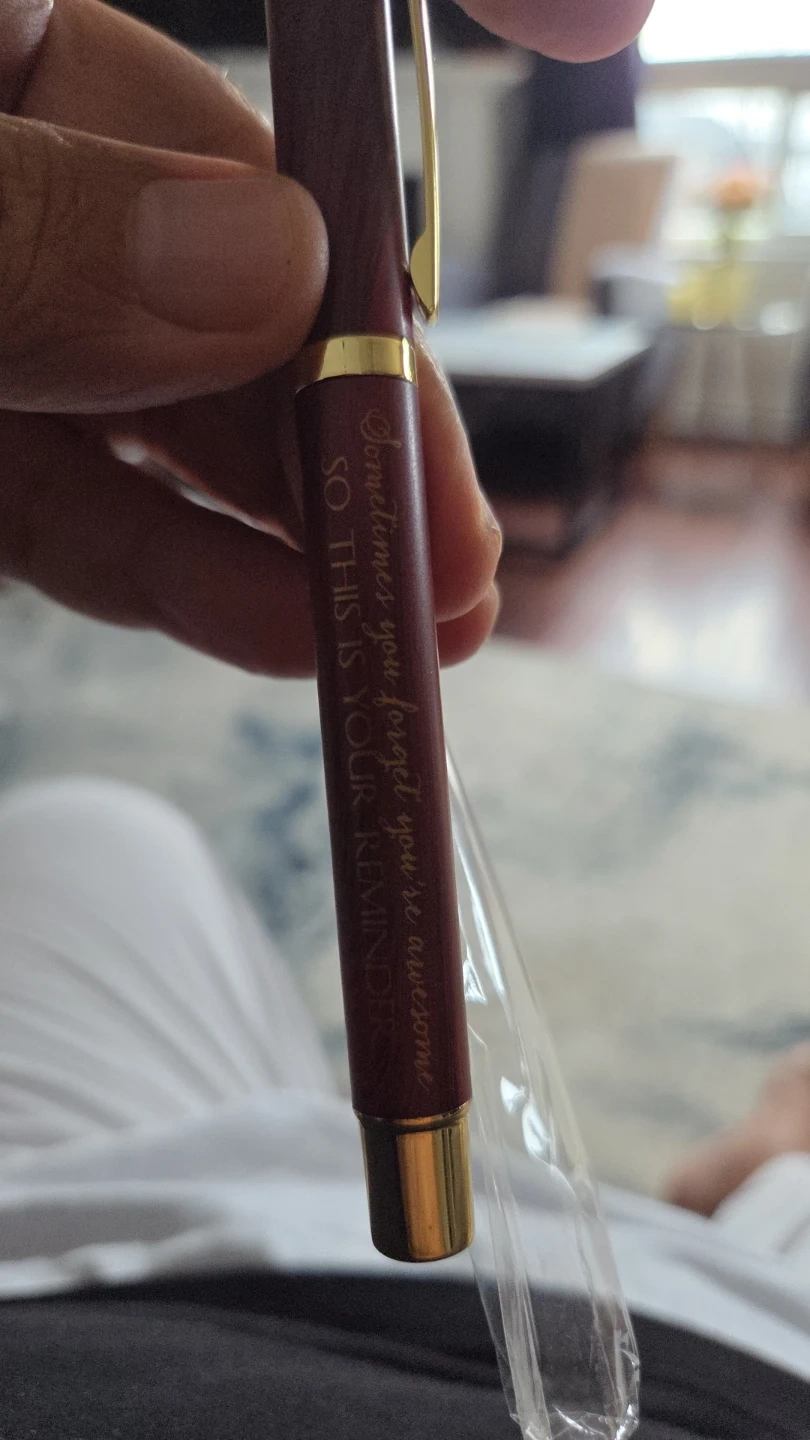 Sometimes you forget you're awesome
SO THIS IS YOUR REMINDER